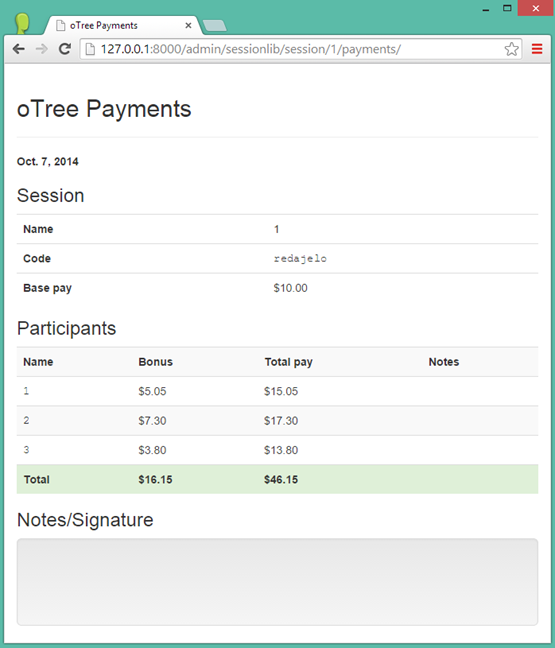 oTree Payments
127.0.0.1:8000/admin/sessionlib/session/1/payments/
oTree Payments
Oct. 7, 2014
Session
Name 1
Code redajelo
Base pay $10.00
Participants
Name Bonus Total pay Notes
1 $5.05 $15.05
2 $7.30 $17.30
3 $3.80 $13.80
Total $16.15 $46.15
Notes/Signature